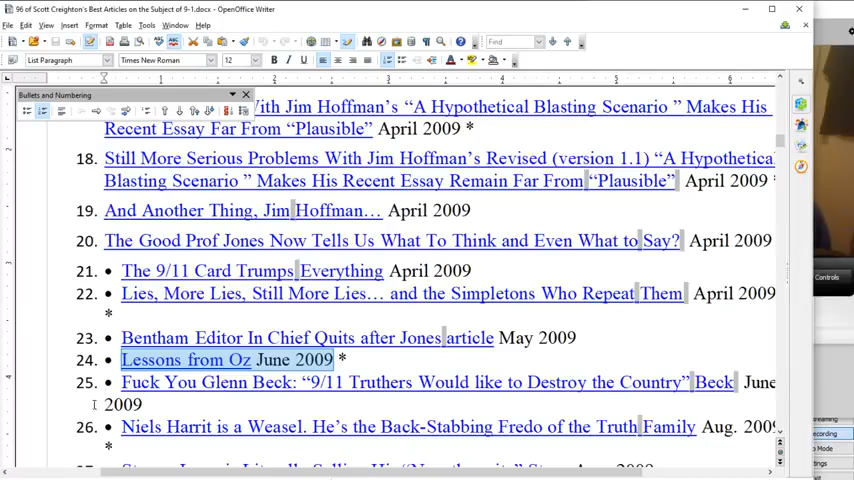 96 of Scott Creighton's Best Articles on the Subject of 9-1.docx - OpenOffice Writer
File Edit View Insert Format Table Tools Window Help
Find
List Paragraph Times New Roman 12
Bullets and Numbering
With Jim Hoffman's “A Hypothetical Blasting Scenario ” Makes His
Recent Essay Far From “Plausible” April 2009 *
18. Still More Serious Problems With Jim Hoffman's Revised (version 1.1) “A Hypothetical
Blasting Scenario ” Makes His Recent Essay Remain Far From “Plausible” April 2009 *
19. And Another Thing, Jim Hoffman… April 2009
20. The Good Prof Jones Now Tells Us What To Think and Even What to Say? April 2009
21. • The 9/11 Card Trumps Everything April 2009
22. • Lies, More Lies, Still More Lies… and the Simpletons Who Repeat Them April 2009
*
23. • Bentham Editor In Chief Quits after Jones article May 2009
24. • Lessons from Oz June 2009 *
25. • Fuck You Glenn Beck: “9/11 Truthers Would like to Destroy the Country” Beck June
2009
26. • Niels Harrit is a Weasel. He's the Back-Stabbing Fredo of the Truth Family Aug. 2009
*
Controls
ecording
Mode